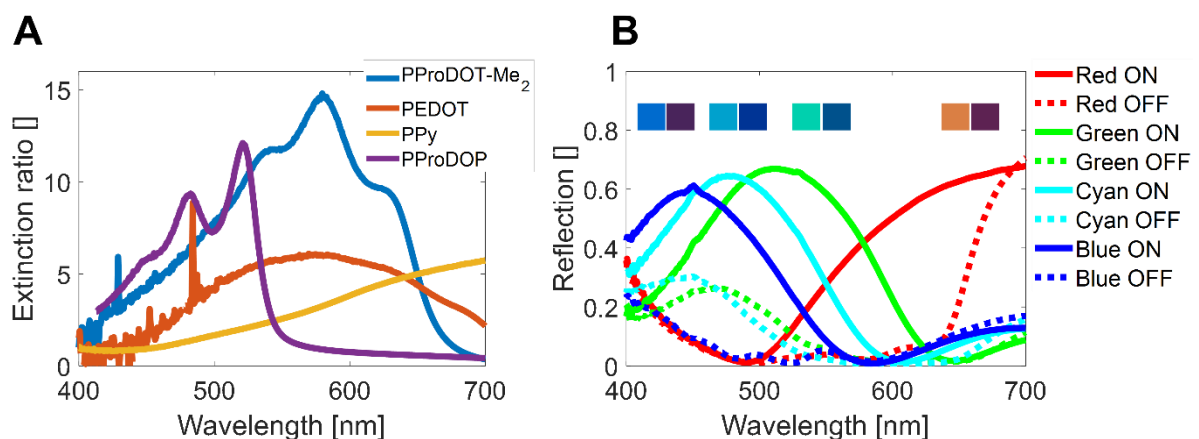 A
Extinction ratio []
15
10
5
0
400
500
600
700
Wavelength [nm]
PProDOT-Me2
PEDOT
PPy
PProDOP
B
Reflection []
1
0.8
0.6
0.4
0.2
0
400
500
600
700
Wavelength [nm]
Red ON
Red OFF
Green ON
Green OFF
Cyan ON
Cyan OFF
Blue ON
Blue OFF